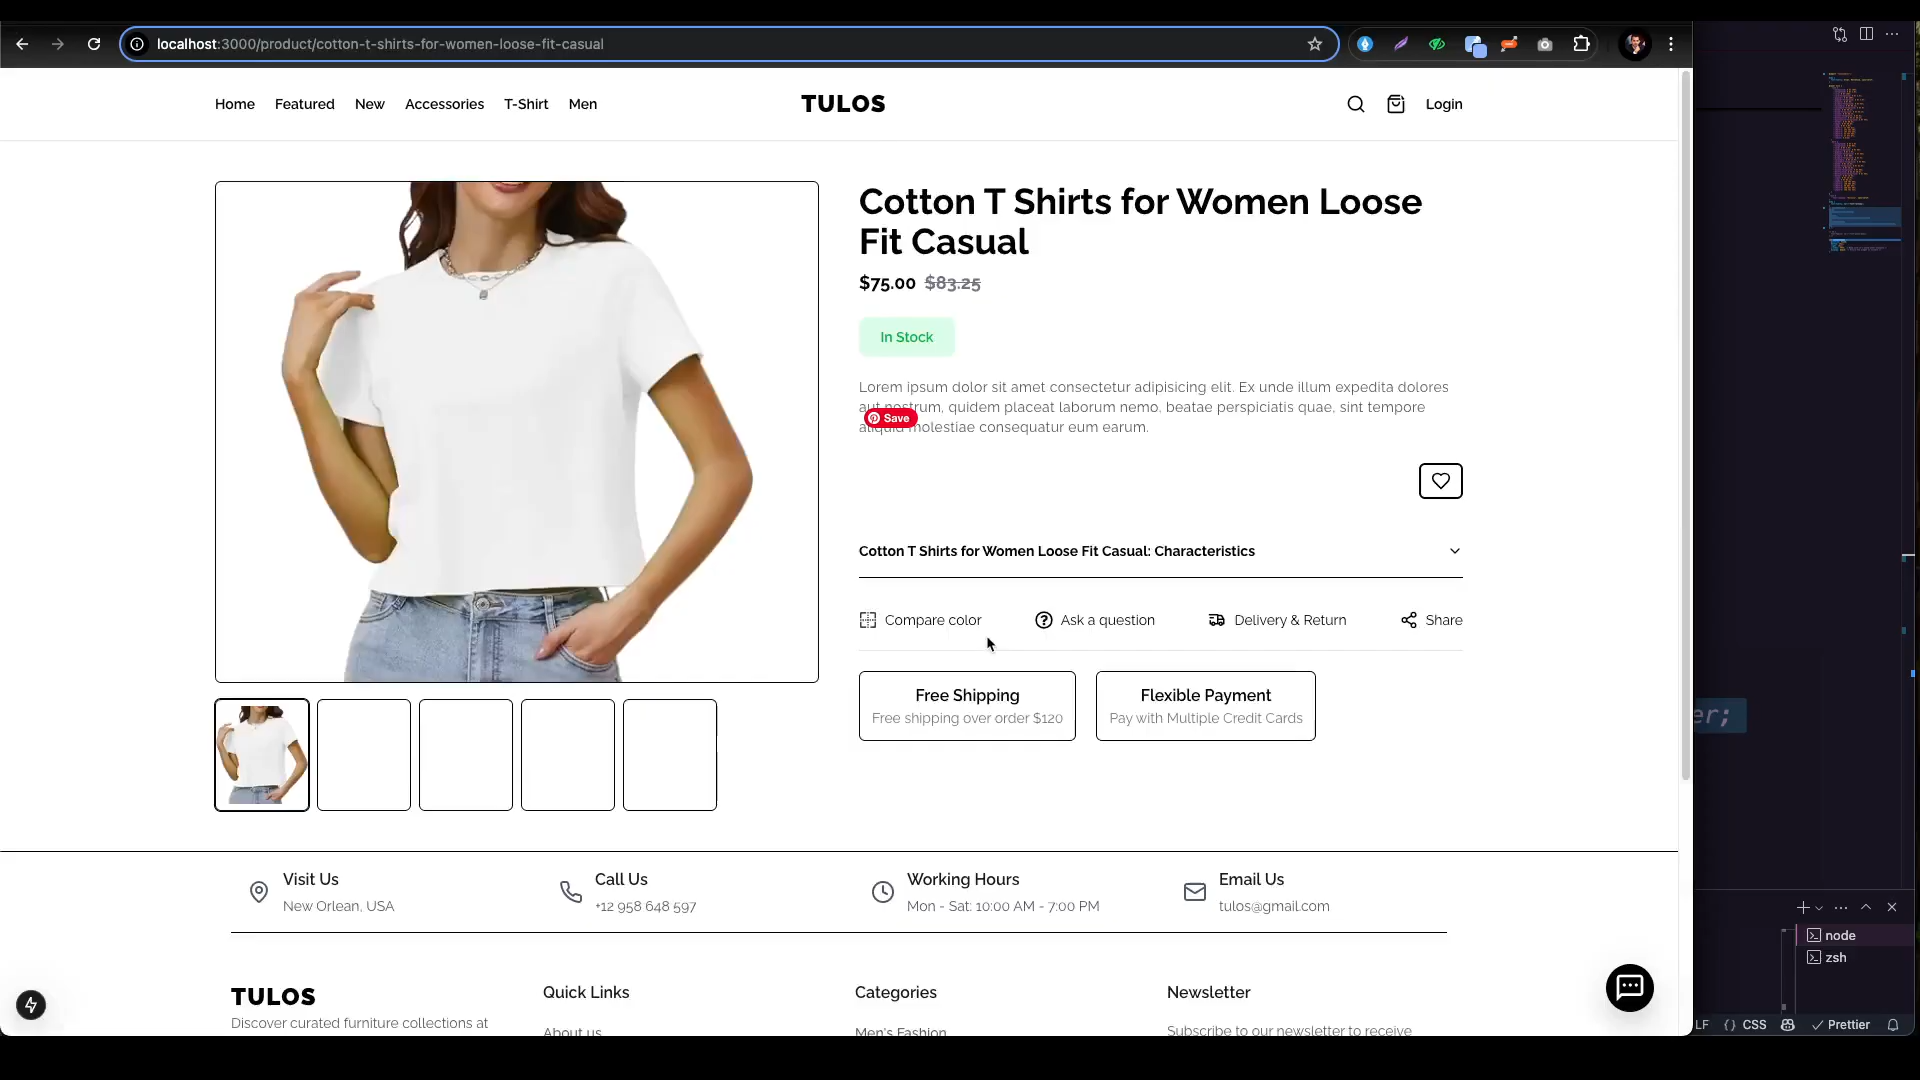 localhost:3000/product/cotton-t-shirts-for-women-loose-fit-casual
Home Featured New Accessories T-Shirt Men
TULOS
Login
Cotton T Shirts for Women Loose
Fit Casual
$75.00 $83.25
In Stock
Lorem ipsum dolor sit amet consectetur adipisicing elit. Ex unde illum expedita dolores
aut nostrum, quidem placeat laborum nemo, beatae perspiciatis quae, sint tempore
Save
aliquid molestiae consequatur eum earum.
Cotton T Shirts for Women Loose Fit Casual: Characteristics
Compare color Ask a question Delivery & Return Share
Free Shipping
Free shipping over order $120
Flexible Payment
Pay with Multiple Credit Cards
er;
Visit Us
New Orlean, USA
Call Us
+12 958 648 597
Working Hours
Mon - Sat: 10:00 AM - 7:00 PM
Email Us
tulos@gmail.com
node
zsh
TULOS
Discover curated furniture collections at
Quick Links
About us
Categories
Men's Fashion
Newsletter
Subscribe to our newsletter to receive
LF {} CSS Prettier